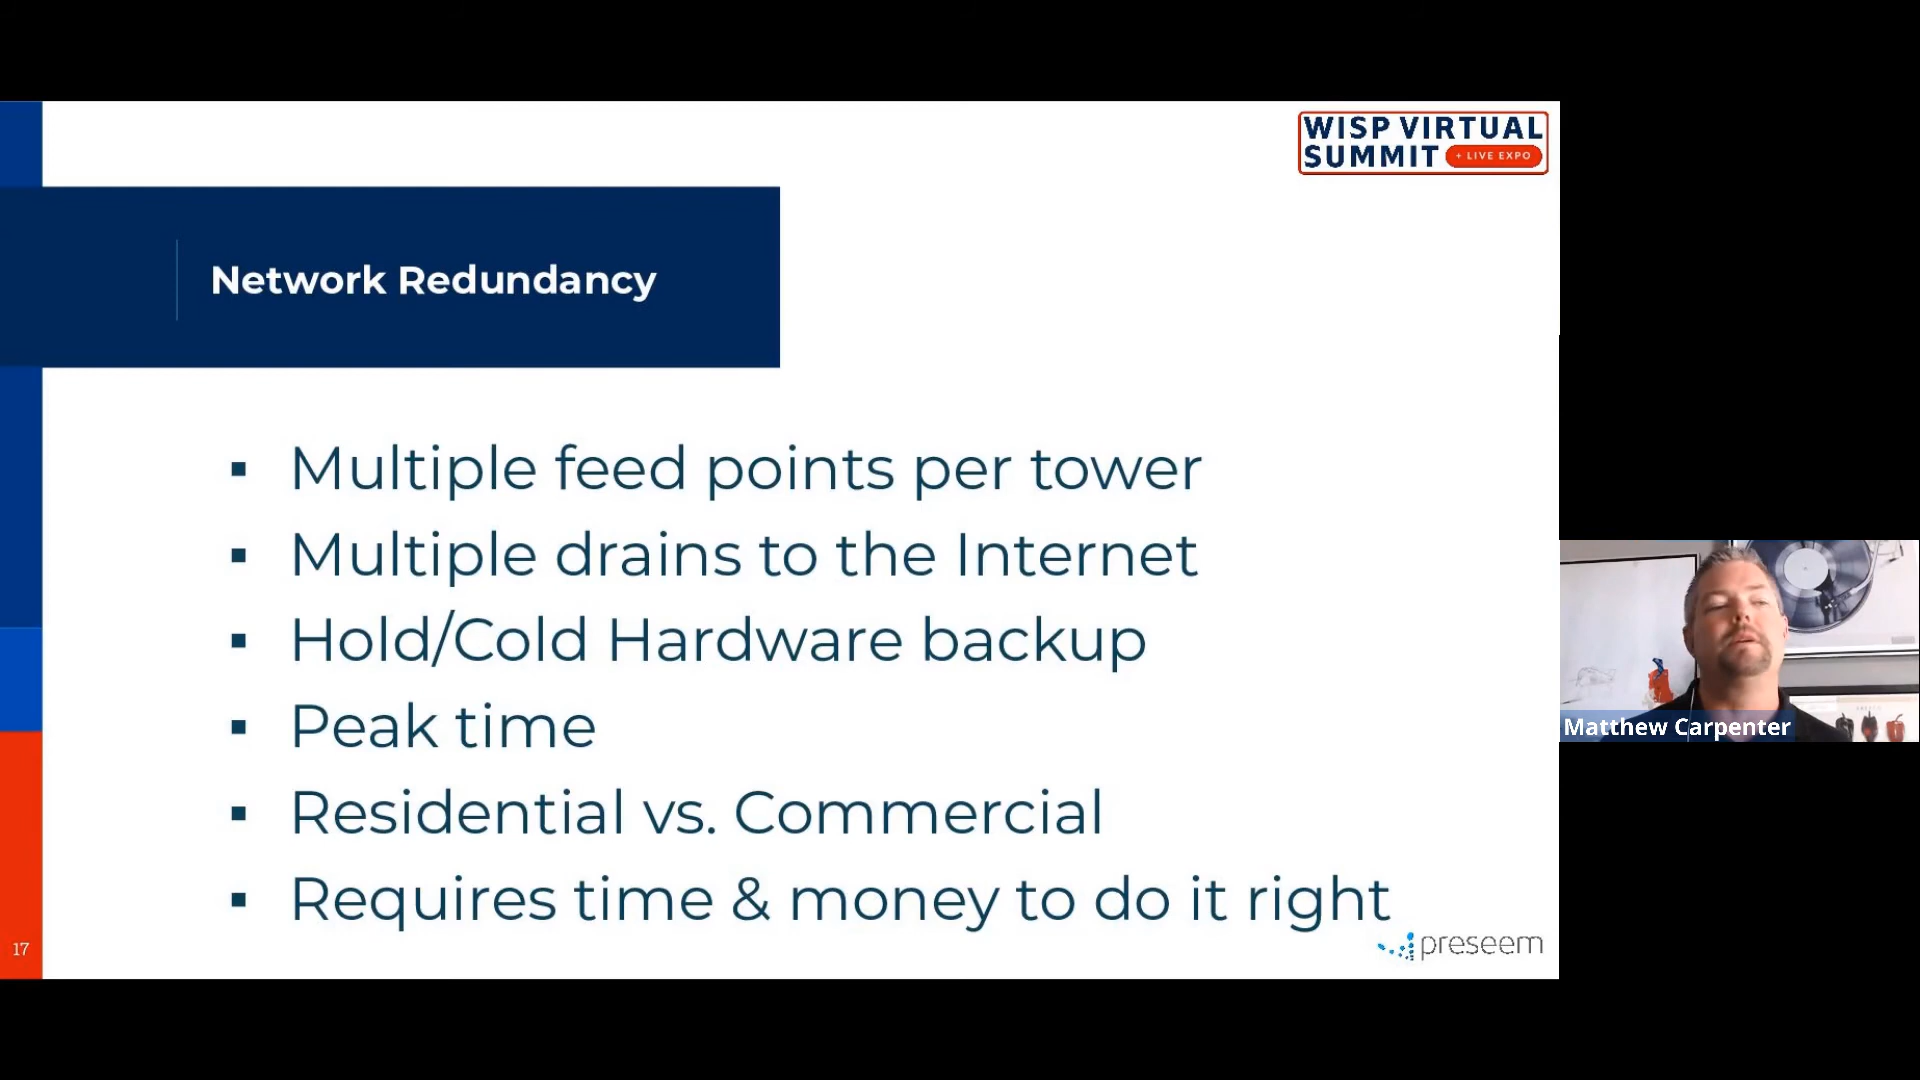 WISP VIRTUAL
SUMMIT + LIVE EXPO
Network Redundancy
▪ Multiple feed points per tower
▪ Multiple drains to the Internet
▪ Hold/Cold Hardware backup
▪ Peak time
▪ Residential vs. Commercial
▪ Requires time & money to do it right
17
preseem
Matthew Carpenter